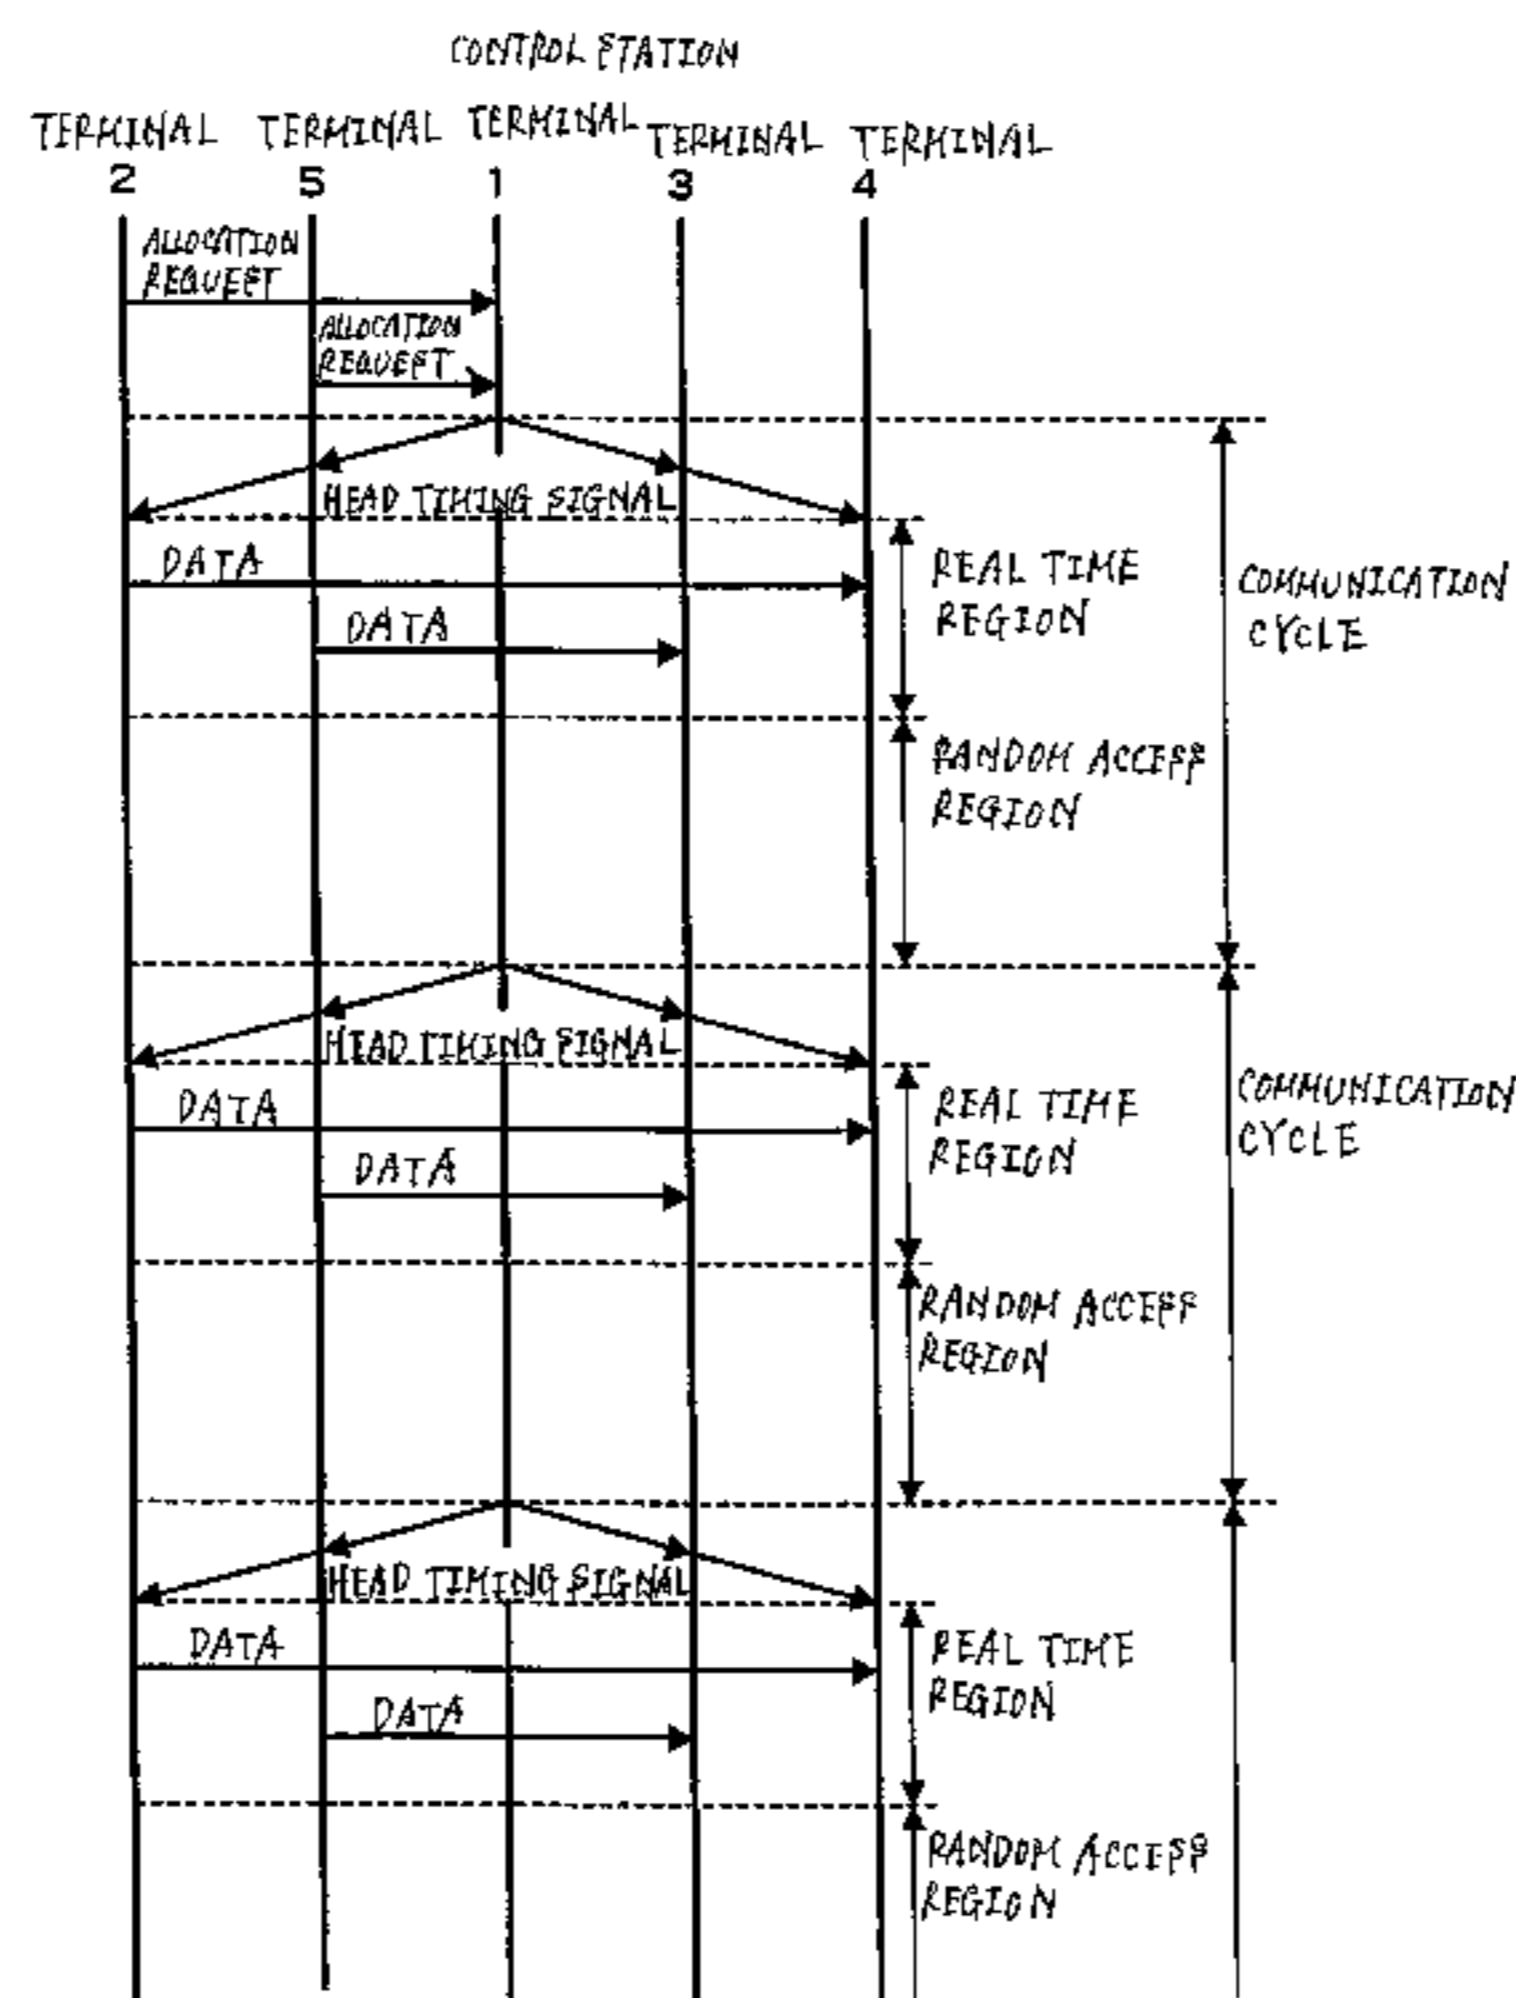 CONTROL STATION
TERMINAL TERMINAL TERMINAL TERMINAL TERMINAL
2 5 1 3 4
ALLOCATION
REQUEST
ALLOCATION
REQUEST
HEAD TIMING SIGNAL
DATA
REAL TIME
REGION
COMMUNICATION
CYCLE
DATA
RANDOM ACCESS
REGION
HEAD TIMING SIGNAL
DATA
REAL TIME
REGION
COMMUNICATION
CYCLE
DATA
RANDOM ACCESS
REGION
HEAD TIMING SIGNAL
DATA
REAL TIME
REGION
DATA
RANDOM ACCESS
REGION